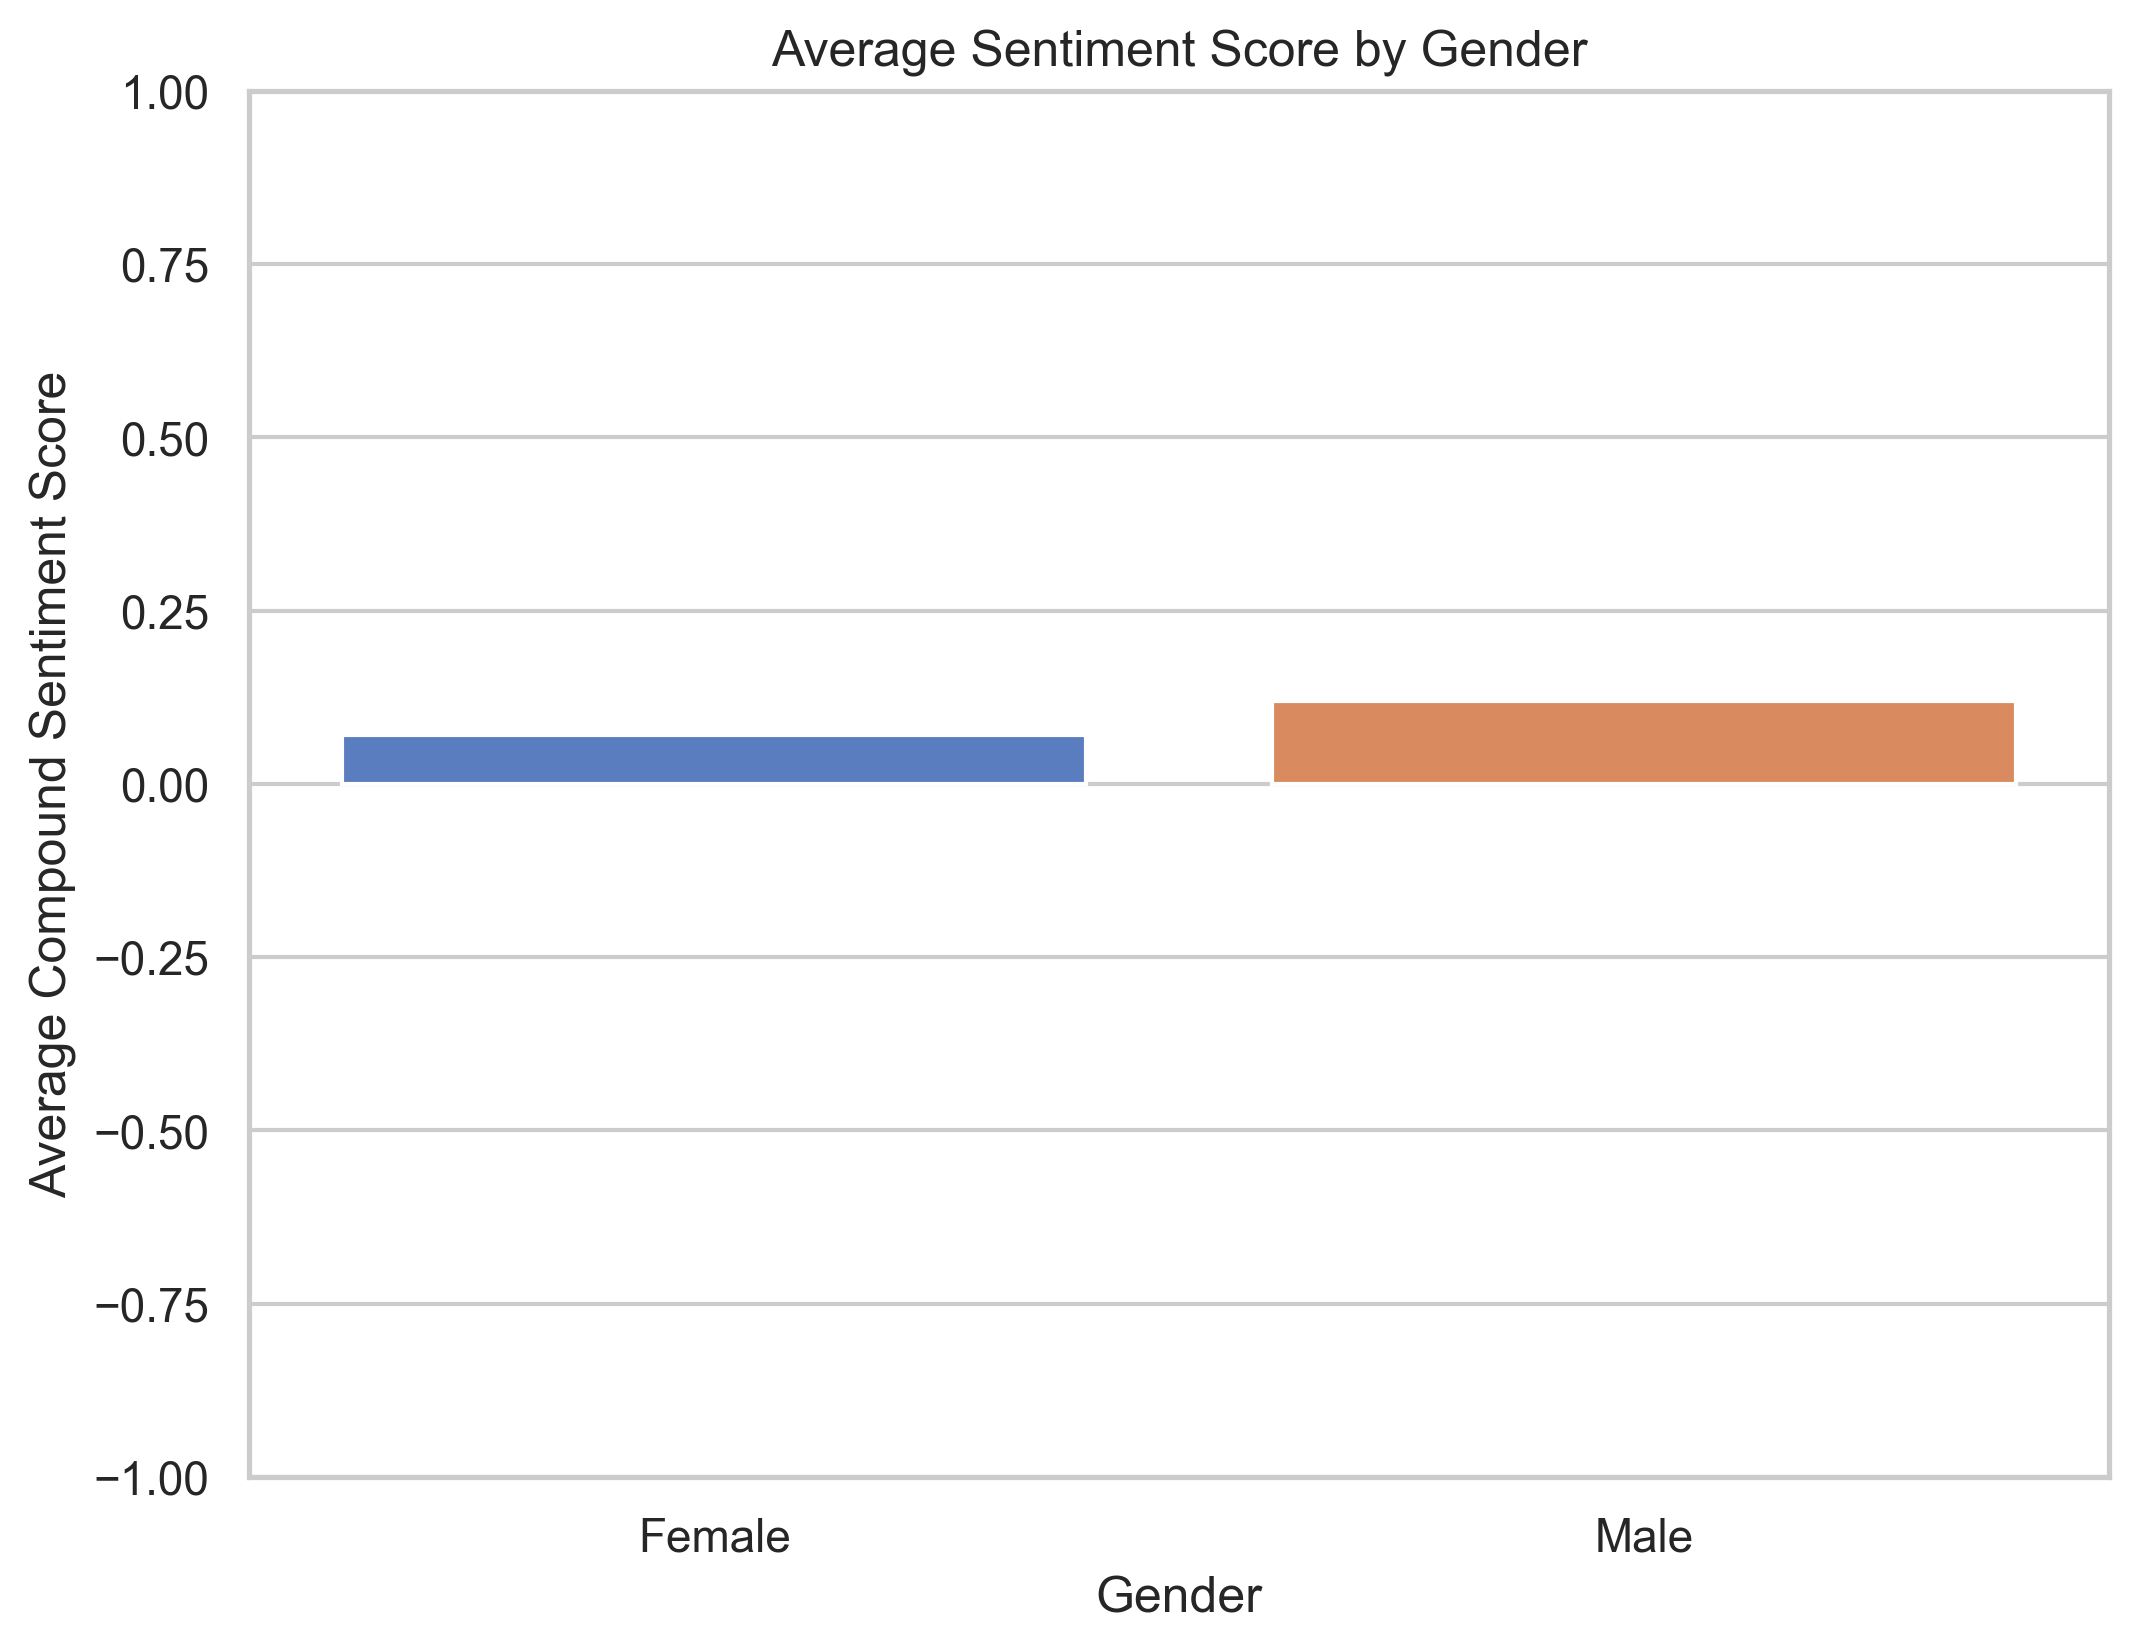 Average Sentiment Score by Gender
1.00
0.75
0.50
0.25
0.00
−0.25
−0.50
−0.75
−1.00
Average Compound Sentiment Score
Female
Male
Gender